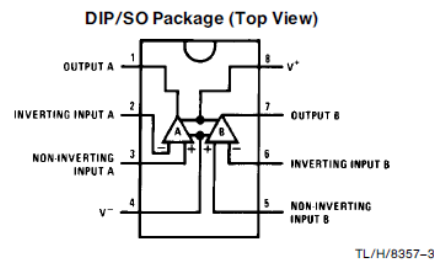 DIP/SO Package (Top View)
1
OUTPUT A
8
V+
2
INVERTING INPUT A
7
OUTPUT B
A
B
− + + −
3
NON-INVERTING
INPUT A
6
INVERTING INPUT B
4
V−
5
NON-INVERTING
INPUT B
TL/H/8357–3